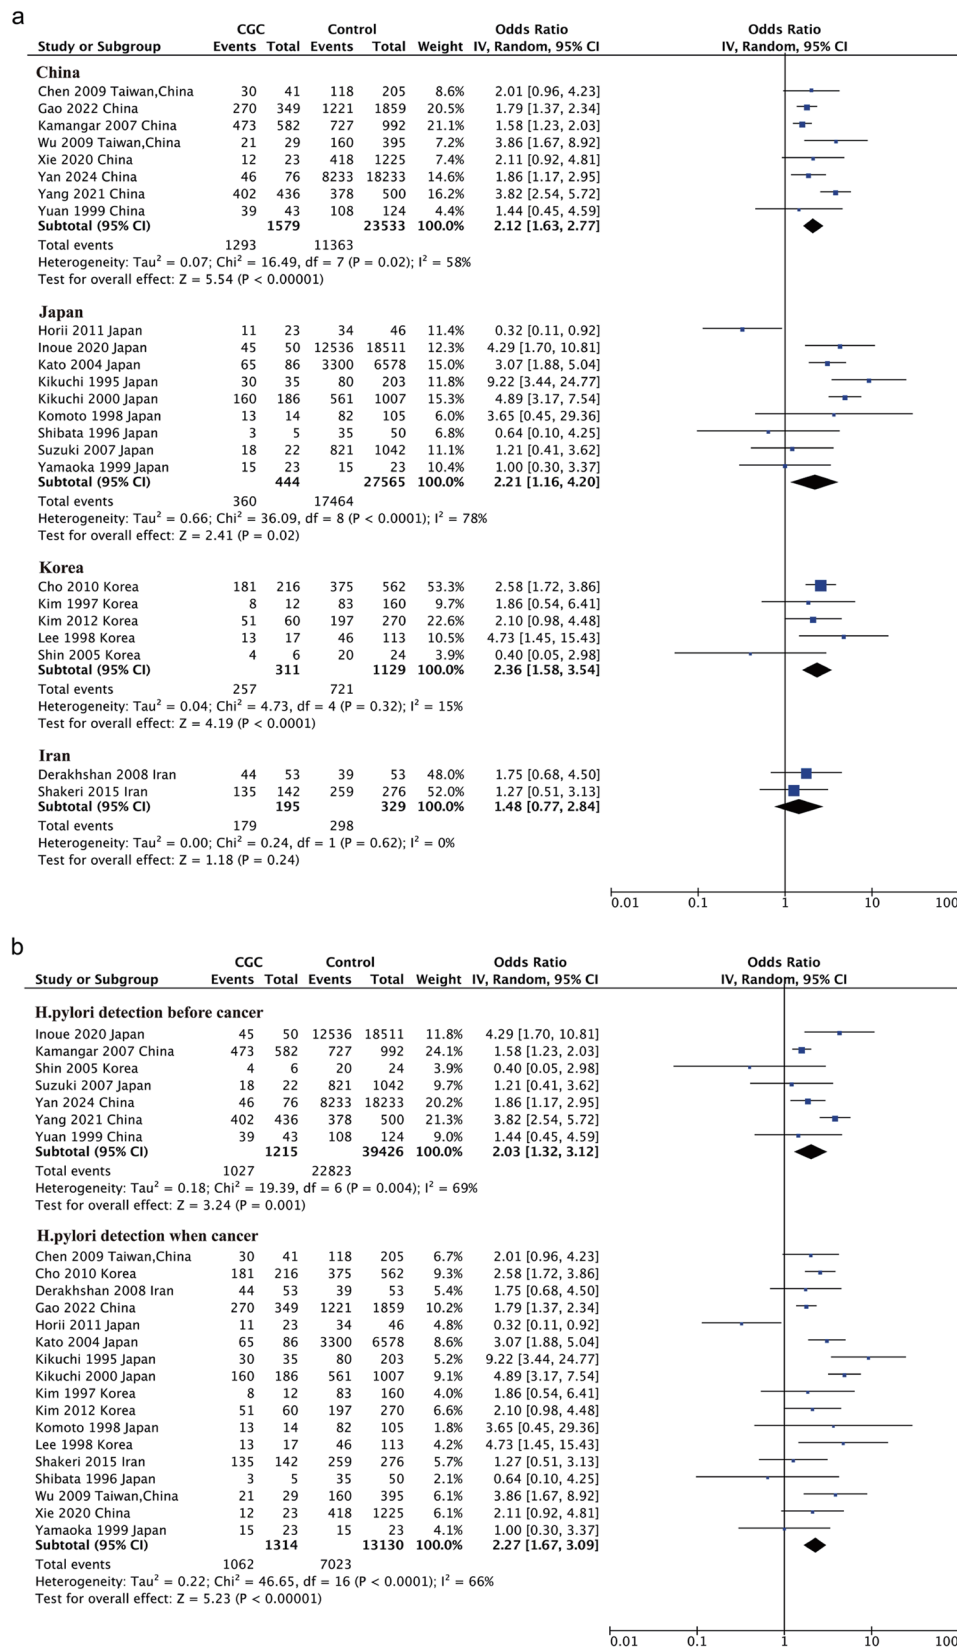 a
CGC Control Odds Ratio Odds Ratio
Study or Subgroup Events Total Events Total Weight IV, Random, 95% CI IV, Random, 95% CI
China
Chen 2009 Taiwan,China 30 41 118 205 8.6% 2.01 [0.96, 4.23]
Gao 2022 China 270 349 1221 1859 20.5% 1.79 [1.37, 2.34]
Kamangar 2007 China 473 582 727 992 21.1% 1.58 [1.23, 2.03]
Wu 2009 Taiwan,China 21 29 160 395 7.2% 3.86 [1.67, 8.92]
Xie 2020 China 12 23 418 1225 7.4% 2.11 [0.92, 4.81]
Yan 2024 China 46 76 8233 18233 14.6% 1.86 [1.17, 2.95]
Yang 2021 China 402 436 378 500 16.2% 3.82 [2.54, 5.72]
Yuan 1999 China 39 43 108 124 4.4% 1.44 [0.45, 4.59]
Subtotal (95% CI) 1579 23533 100.0% 2.12 [1.63, 2.77]
Total events 1293 11363
Heterogeneity: Tau² = 0.07; Chi² = 16.49, df = 7 (P = 0.02); I² = 58%
Test for overall effect: Z = 5.54 (P < 0.00001)
Japan
Horii 2011 Japan 11 23 34 46 11.4% 0.32 [0.11, 0.92]
Inoue 2020 Japan 45 50 12536 18511 12.3% 4.29 [1.70, 10.81]
Kato 2004 Japan 65 86 3300 6578 15.0% 3.07 [1.88, 5.04]
Kikuchi 1995 Japan 30 35 80 203 11.8% 9.22 [3.44, 24.77]
Kikuchi 2000 Japan 160 186 561 1007 15.3% 4.89 [3.17, 7.54]
Komoto 1998 Japan 13 14 82 105 6.0% 3.65 [0.45, 29.36]
Shibata 1996 Japan 3 5 35 50 6.8% 0.64 [0.10, 4.25]
Suzuki 2007 Japan 18 22 821 1042 11.1% 1.21 [0.41, 3.62]
Yamaoka 1999 Japan 15 23 15 23 10.4% 1.00 [0.30, 3.37]
Subtotal (95% CI) 444 27565 100.0% 2.21 [1.16, 4.20]
Total events 360 17464
Heterogeneity: Tau² = 0.66; Chi² = 36.09, df = 8 (P < 0.0001); I² = 78%
Test for overall effect: Z = 2.41 (P = 0.02)
Korea
Cho 2010 Korea 181 216 375 562 53.3% 2.58 [1.72, 3.86]
Kim 1997 Korea 8 12 83 160 9.7% 1.86 [0.54, 6.41]
Kim 2012 Korea 51 60 197 270 22.6% 2.10 [0.98, 4.48]
Lee 1998 Korea 13 17 46 113 10.5% 4.73 [1.45, 15.43]
Shin 2005 Korea 4 6 20 24 3.9% 0.40 [0.05, 2.98]
Subtotal (95% CI) 311 1129 100.0% 2.36 [1.58, 3.54]
Total events 257 721
Heterogeneity: Tau² = 0.04; Chi² = 4.73, df = 4 (P = 0.32); I² = 15%
Test for overall effect: Z = 4.19 (P < 0.0001)
Iran
Derakhshan 2008 Iran 44 53 39 53 48.0% 1.75 [0.68, 4.50]
Shakeri 2015 Iran 135 142 259 276 52.0% 1.27 [0.51, 3.13]
Subtotal (95% CI) 195 329 100.0% 1.48 [0.77, 2.84]
Total events 179 298
Heterogeneity: Tau² = 0.00; Chi² = 0.24, df = 1 (P = 0.62); I² = 0%
Test for overall effect: Z = 1.18 (P = 0.24)
0.01 0.1 1 10 100
b
CGC Control Odds Ratio Odds Ratio
Study or Subgroup Events Total Events Total Weight IV, Random, 95% CI IV, Random, 95% CI
H.pylori detection before cancer
Inoue 2020 Japan 45 50 12536 18511 11.8% 4.29 [1.70, 10.81]
Kamangar 2007 China 473 582 727 992 24.1% 1.58 [1.23, 2.03]
Shin 2005 Korea 4 6 20 24 3.9% 0.40 [0.05, 2.98]
Suzuki 2007 Japan 18 22 821 1042 9.7% 1.21 [0.41, 3.62]
Yan 2024 China 46 76 8233 18233 20.2% 1.86 [1.17, 2.95]
Yang 2021 China 402 436 378 500 21.3% 3.82 [2.54, 5.72]
Yuan 1999 China 39 43 108 124 9.0% 1.44 [0.45, 4.59]
Subtotal (95% CI) 1215 39426 100.0% 2.03 [1.32, 3.12]
Total events 1027 22823
Heterogeneity: Tau² = 0.18; Chi² = 19.39, df = 6 (P = 0.004); I² = 69%
Test for overall effect: Z = 3.24 (P = 0.001)
H.pylori detection when cancer
Chen 2009 Taiwan,China 30 41 118 205 6.7% 2.01 [0.96, 4.23]
Cho 2010 Korea 181 216 375 562 9.3% 2.58 [1.72, 3.86]
Derakhshan 2008 Iran 44 53 39 53 5.4% 1.75 [0.68, 4.50]
Gao 2022 China 270 349 1221 1859 10.2% 1.79 [1.37, 2.34]
Horii 2011 Japan 11 23 34 46 4.8% 0.32 [0.11, 0.92]
Kato 2004 Japan 65 86 3300 6578 8.6% 3.07 [1.88, 5.04]
Kikuchi 1995 Japan 30 35 80 203 5.2% 9.22 [3.44, 24.77]
Kikuchi 2000 Japan 160 186 561 1007 9.1% 4.89 [3.17, 7.54]
Kim 1997 Korea 8 12 83 160 4.0% 1.86 [0.54, 6.41]
Kim 2012 Korea 51 60 197 270 6.6% 2.10 [0.98, 4.48]
Komoto 1998 Japan 13 14 82 105 1.8% 3.65 [0.45, 29.36]
Lee 1998 Korea 13 17 46 113 4.2% 4.73 [1.45, 15.43]
Shakeri 2015 Iran 135 142 259 276 5.7% 1.27 [0.51, 3.13]
Shibata 1996 Japan 3 5 35 50 2.1% 0.64 [0.10, 4.25]
Wu 2009 Taiwan,China 21 29 160 395 6.1% 3.86 [1.67, 8.92]
Xie 2020 China 12 23 418 1225 6.1% 2.11 [0.92, 4.81]
Yamaoka 1999 Japan 15 23 15 23 4.1% 1.00 [0.30, 3.37]
Subtotal (95% CI) 1314 13130 100.0% 2.27 [1.67, 3.09]
Total events 1062 7023
Heterogeneity: Tau² = 0.22; Chi² = 46.65, df = 16 (P < 0.0001); I² = 66%
Test for overall effect: Z = 5.23 (P < 0.00001)
0.01 0.1 1 10 100